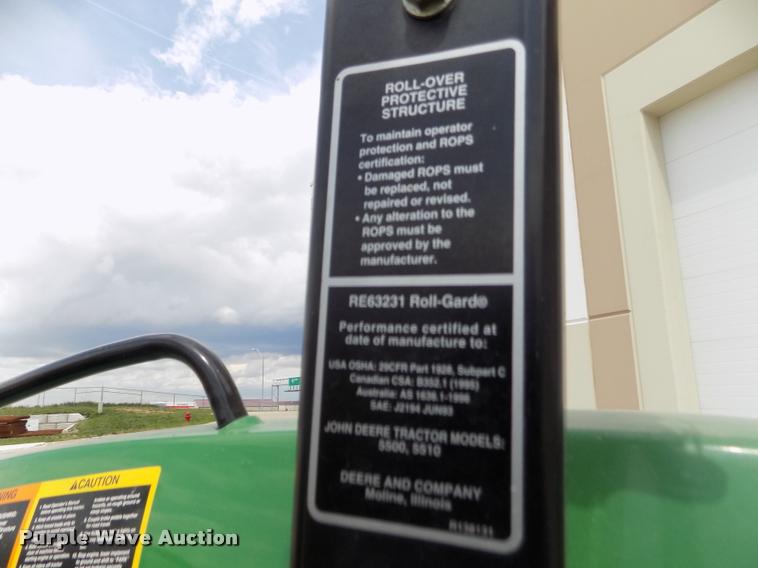 ROLL-OVER
PROTECTIVE
STRUCTURE
To maintain operator
protection and ROPS
certification:
• Damaged ROPS must
be replaced, not
repaired or revised.
• Any alteration to the
ROPS must be
approved by the
manufacturer.
RE63231 Roll-Gard®
Performance certified at
date of manufacture to:
USA OSHA: 29CFR Part 1928, Subpart C
Canadian CSA: B352.1 (1995)
Australia: AS 1636.1-1996
SAE: J2194 JUN93
JOHN DEERE TRACTOR MODELS:
5500, 5510
DEERE AND COMPANY
Moline, Illinois
CAUTION
Purple Wave Auction